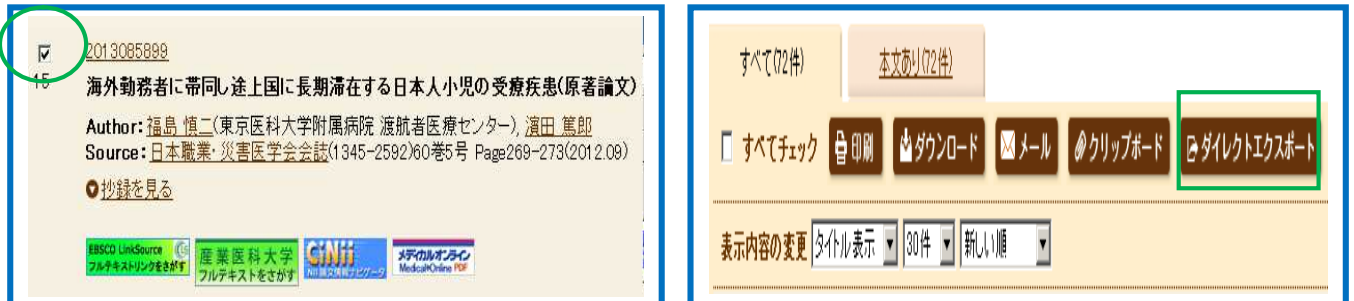 2013085899
15
海外勤務者に帯同し途上国に長期滞在する日本人小児の受療疾患(原著論文)
Author:福島 慎二(東京医科大学附属病院 渡航者医療センター), 濱田 篤郎
Source:日本職業・災害医学会会誌(1345-2592)60巻5号 Page269-273(2012.09)
抄録を見る
EBSCO LinkSource
フルテキストリンクをさがす
産業医科大学
フルテキストをさがす
CiNii
NII 論文情報ナビゲータ
メディカルオンライン
Medical*Online PDF
すべて(72件)
本文あり(72件)
すべてチェック 印刷 ダウンロード メール クリップボード ダイレクトエクスポート
表示内容の変更 タイトル表示 30件 新しい順